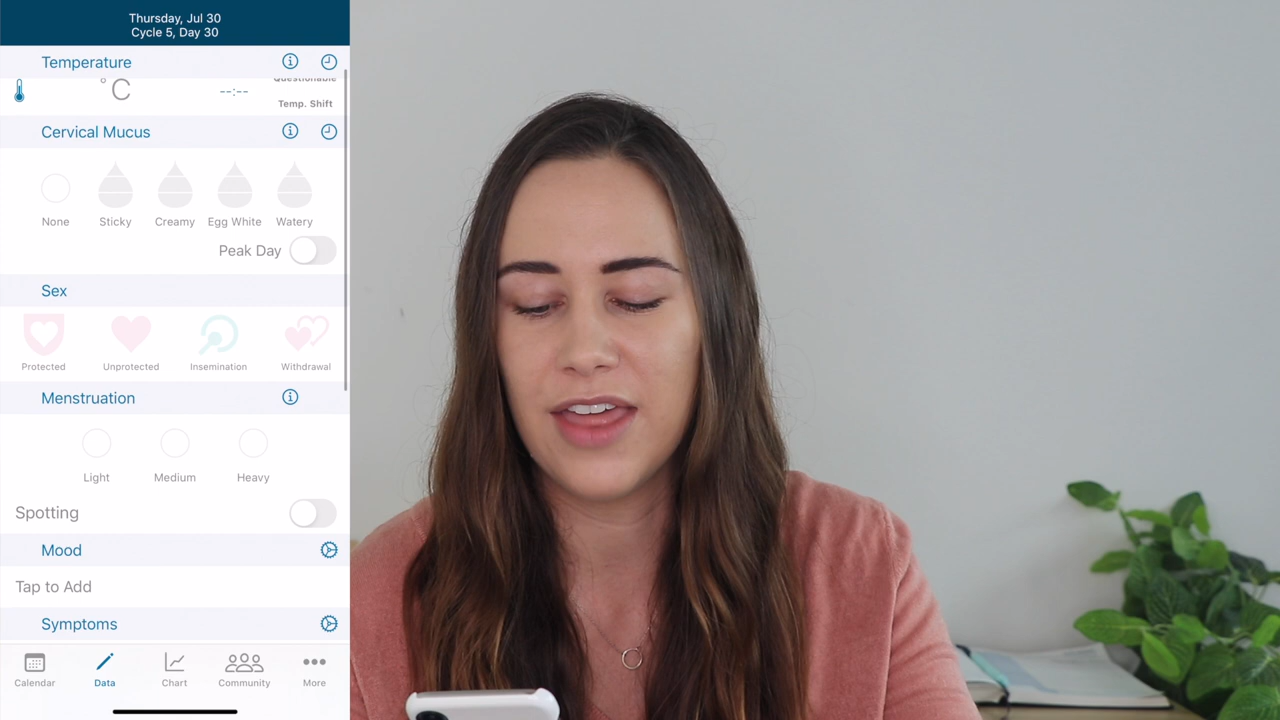 Thursday, Jul 30
Cycle 5, Day 30
Temperature
°C
--:--
Questionable
Temp. Shift
Cervical Mucus
None Sticky Creamy Egg White Watery
Peak Day
Sex
Protected Unprotected Insemination Withdrawal
Menstruation
Light Medium Heavy
Spotting
Mood
Tap to Add
Symptoms
Calendar Data Chart Community More